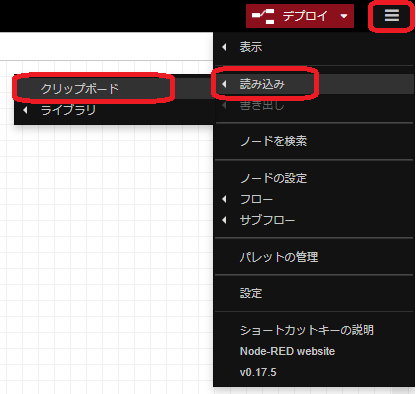 デプロイ
表示
クリップボード
読み込み
ライブラリ
書き出し
ノードを検索
ノードの設定
フロー
サブフロー
パレットの管理
設定
ショートカットキーの説明
Node-RED website
v0.17.5